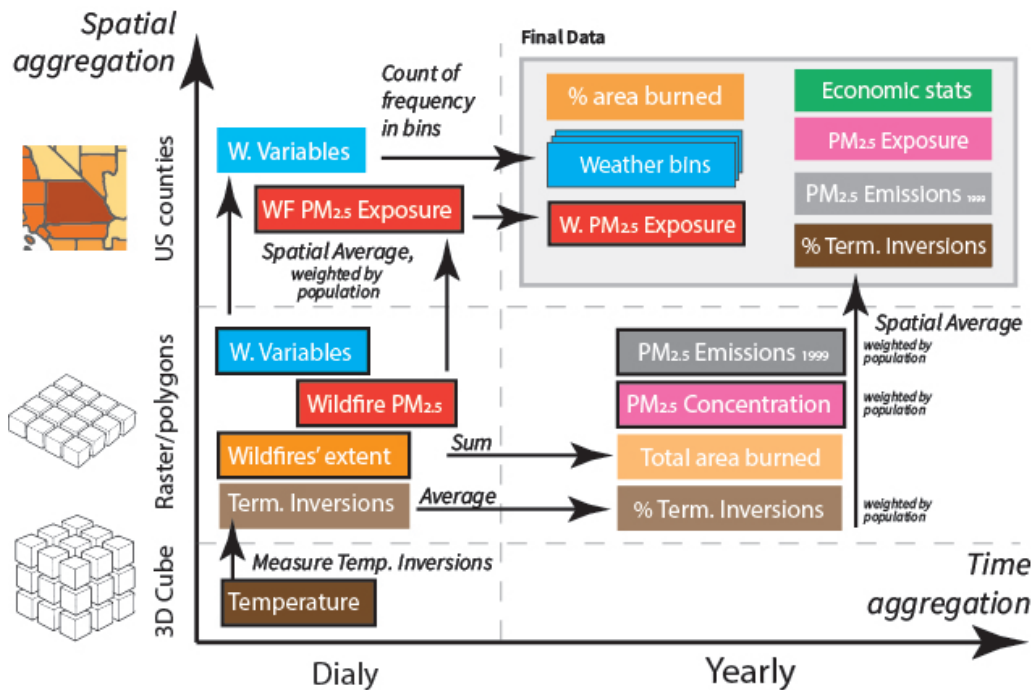 Spatial
aggregation
Final Data
Count of
frequency
in bins
% area burned
Economic stats
W. Variables
Weather bins
PM2.5 Exposure
US counties
WF PM2.5 Exposure
W. PM2.5 Exposure
PM2.5 Emissions 1999
% Term. Inversions
Spatial Average,
weighted by
population
Raster/polygons
W. Variables
Wildfire PM2.5
Wildfires' extent
Term. Inversions
Sum
Average
PM2.5 Emissions 1999
PM2.5 Concentration
Total area burned
% Term. Inversions
Spatial Average
weighted by
population
weighted by
population
weighted by
population
3D Cube
Measure Temp. Inversions
Temperature
Time
aggregation
Dialy
Yearly